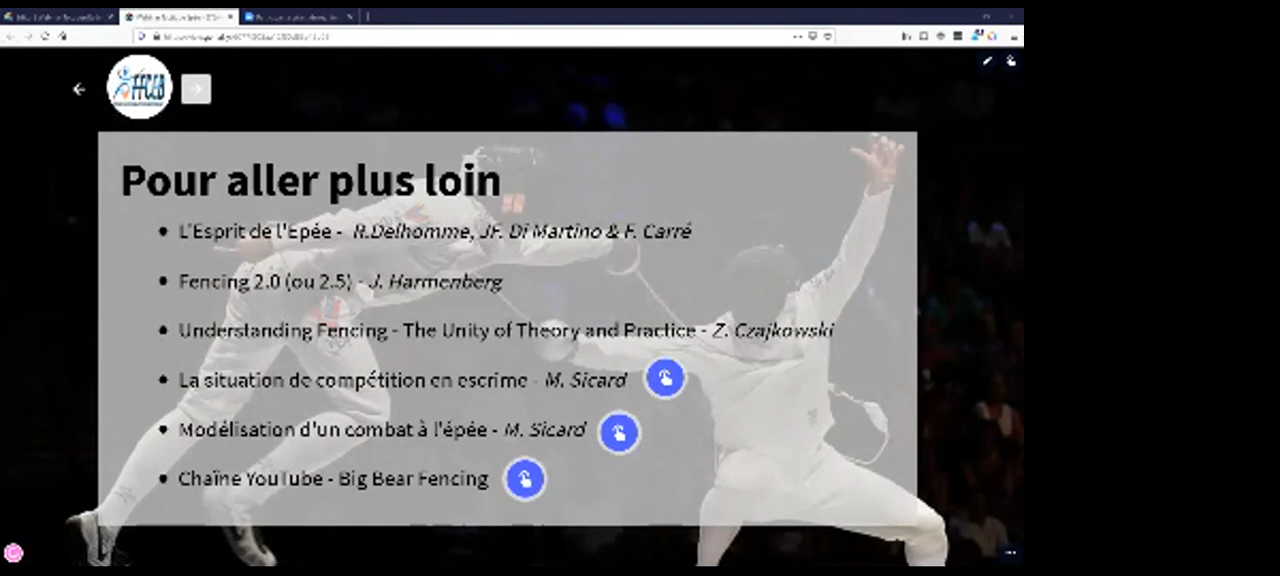 FFCEB
Pour aller plus loin
• L'Esprit de l'Epée - R.Delhomme, JF. Di Martino & F. Carré
• Fencing 2.0 (ou 2.5) - J. Harmenberg
• Understanding Fencing - The Unity of Theory and Practice - Z. Czajkowski
• La situation de compétition en escrime - M. Sicard
• Modélisation d'un combat à l'épée - M. Sicard
• Chaîne YouTube - Big Bear Fencing